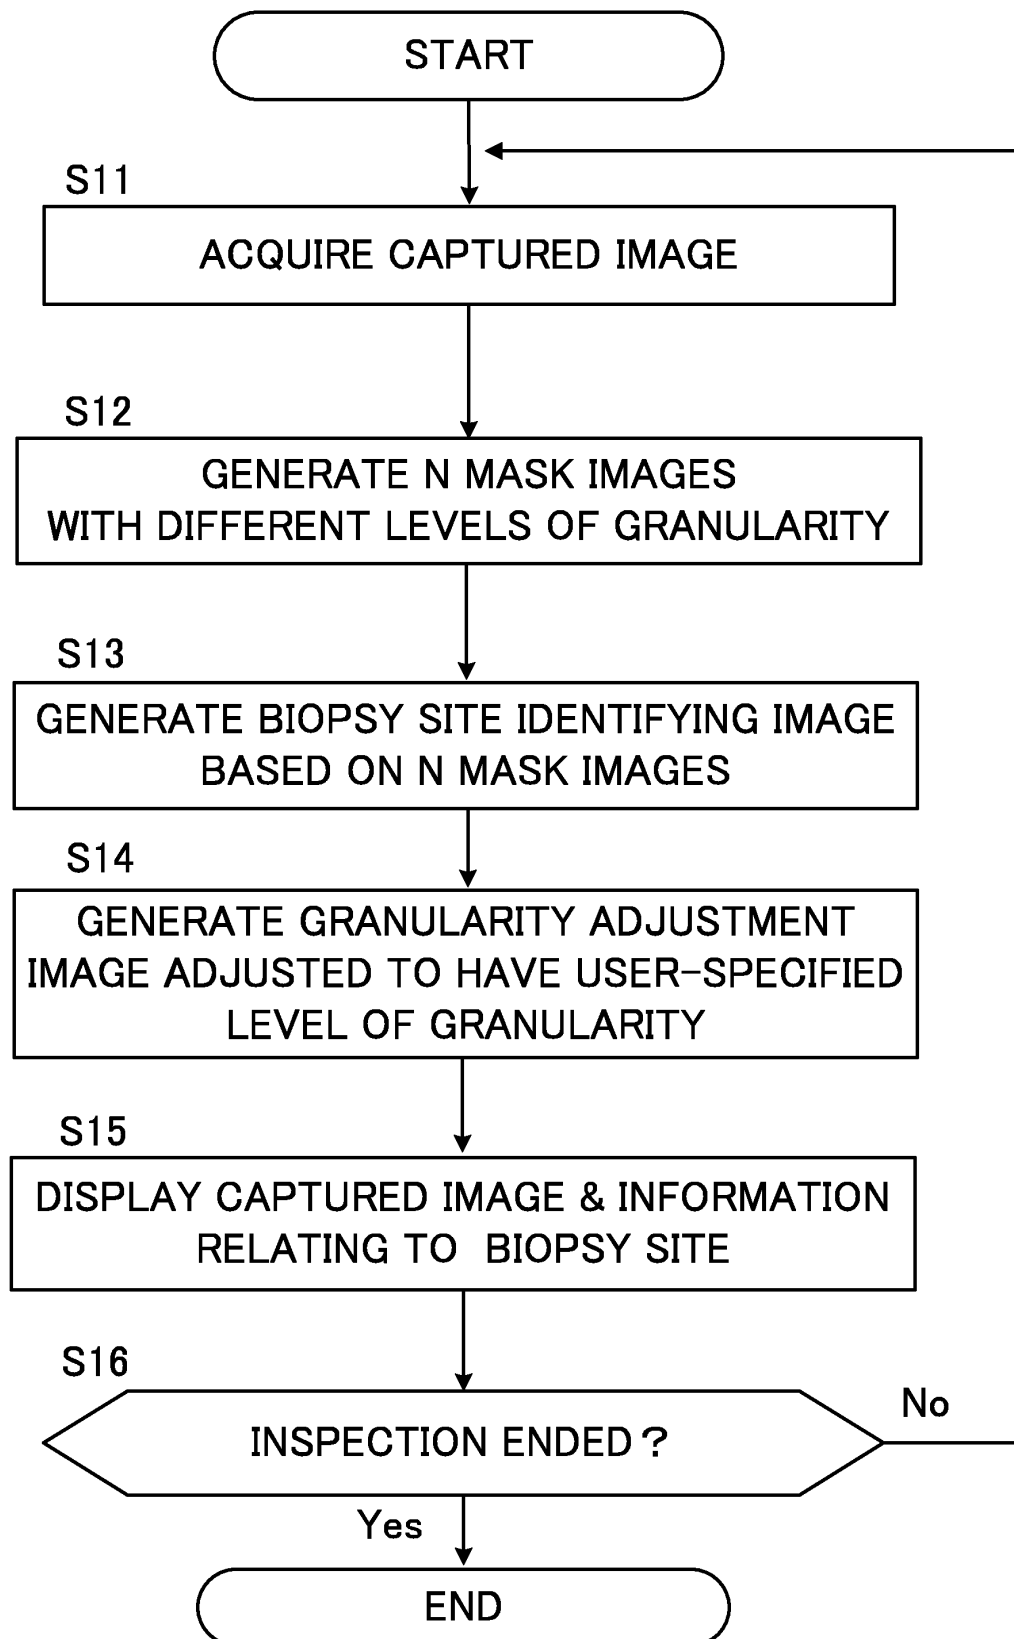 START
S11
ACQUIRE CAPTURED IMAGE
S12
GENERATE N MASK IMAGES
WITH DIFFERENT LEVELS OF GRANULARITY
S13
GENERATE BIOPSY SITE IDENTIFYING IMAGE
BASED ON N MASK IMAGES
S14
GENERATE GRANULARITY ADJUSTMENT
IMAGE ADJUSTED TO HAVE USER-SPECIFIED
LEVEL OF GRANULARITY
S15
DISPLAY CAPTURED IMAGE & INFORMATION
RELATING TO BIOPSY SITE
S16
INSPECTION ENDED?
No
Yes
END